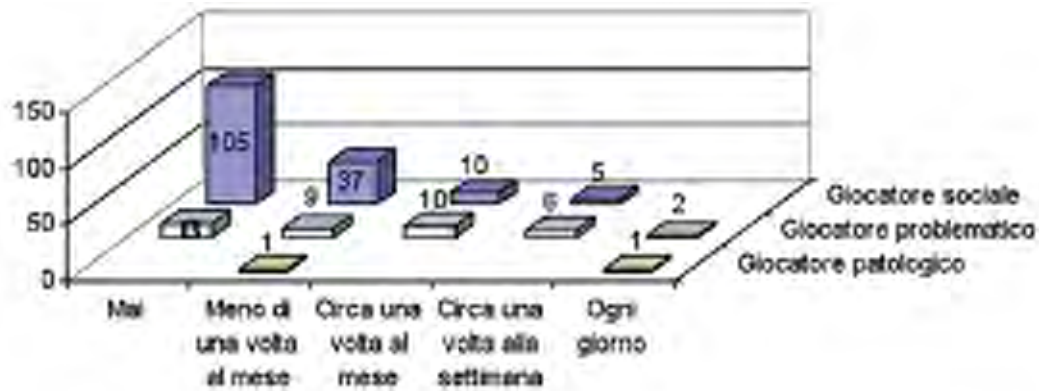 150
100
50
0
105
37
10
5
9
10
6
2
1
1
Giocatore sociale
Giocatore problematico
Giocatore patologico
Mai
Meno di una volta al mese
Circa una volta al mese
Circa una volta alla settimana
Ogni giorno